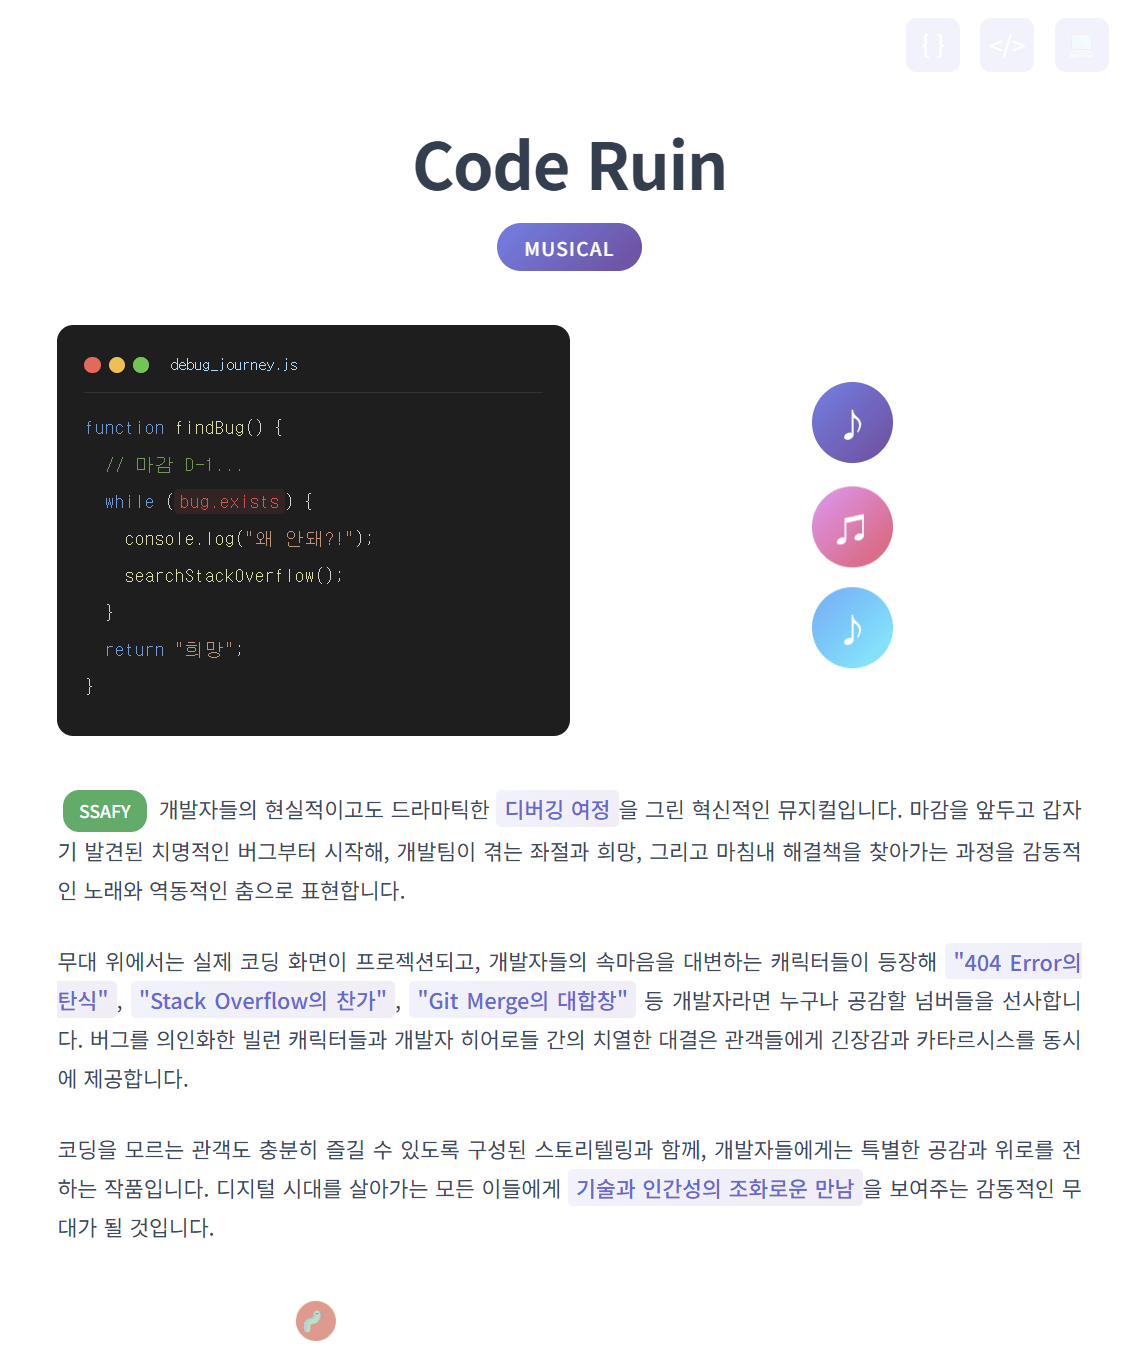 { } </>
Code Ruin
MUSICAL
debug_journey.js
function findBug() {
// 마감 D-1...
while (bug.exists) {
console.log("왜 안돼?!");
searchStackOverflow();
}
return "희망";
}
SSAFY 개발자들의 현실적이고도 드라마틱한 디버깅 여정을 그린 혁신적인 뮤지컬입니다. 마감을 앞두고 갑자
기 발견된 치명적인 버그부터 시작해, 개발팀이 겪는 좌절과 희망, 그리고 마침내 해결책을 찾아가는 과정을 감동적
인 노래와 역동적인 춤으로 표현합니다.
무대 위에서는 실제 코딩 화면이 프로젝션되고, 개발자들의 속마음을 대변하는 캐릭터들이 등장해 "404 Error의
탄식", "Stack Overflow의 찬가", "Git Merge의 대합창" 등 개발자라면 누구나 공감할 넘버들을 선사합니
다. 버그를 의인화한 빌런 캐릭터들과 개발자 히어로들 간의 치열한 대결은 관객들에게 긴장감과 카타르시스를 동시
에 제공합니다.
코딩을 모르는 관객도 충분히 즐길 수 있도록 구성된 스토리텔링과 함께, 개발자들에게는 특별한 공감과 위로를 전
하는 작품입니다. 디지털 시대를 살아가는 모든 이들에게 기술과 인간성의 조화로운 만남을 보여주는 감동적인 무
대가 될 것입니다.